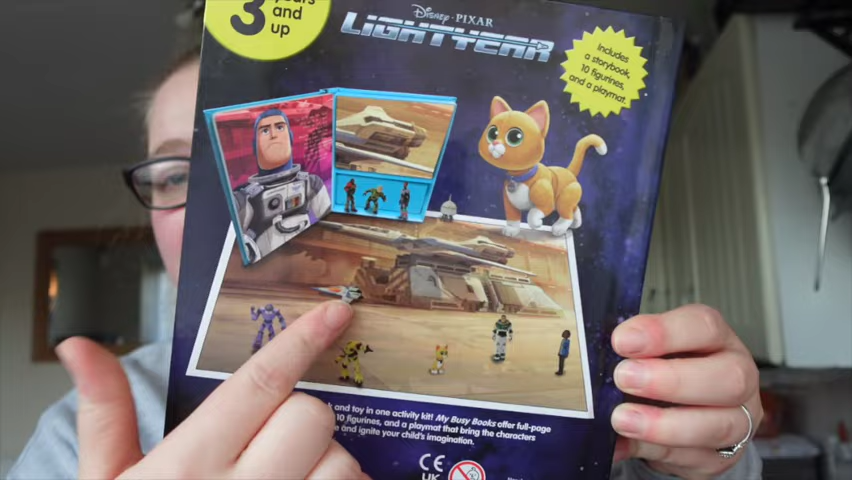 3
and
up
Disney · PIXAR
LIGHTYEAR
Includes
a storybook,
10 figurines,
and a playmat.
and toy in one activity kit! My Busy Books offer full-page
10 figurines, and a playmat that bring the characters
and ignite your child's imagination.
CE
UK